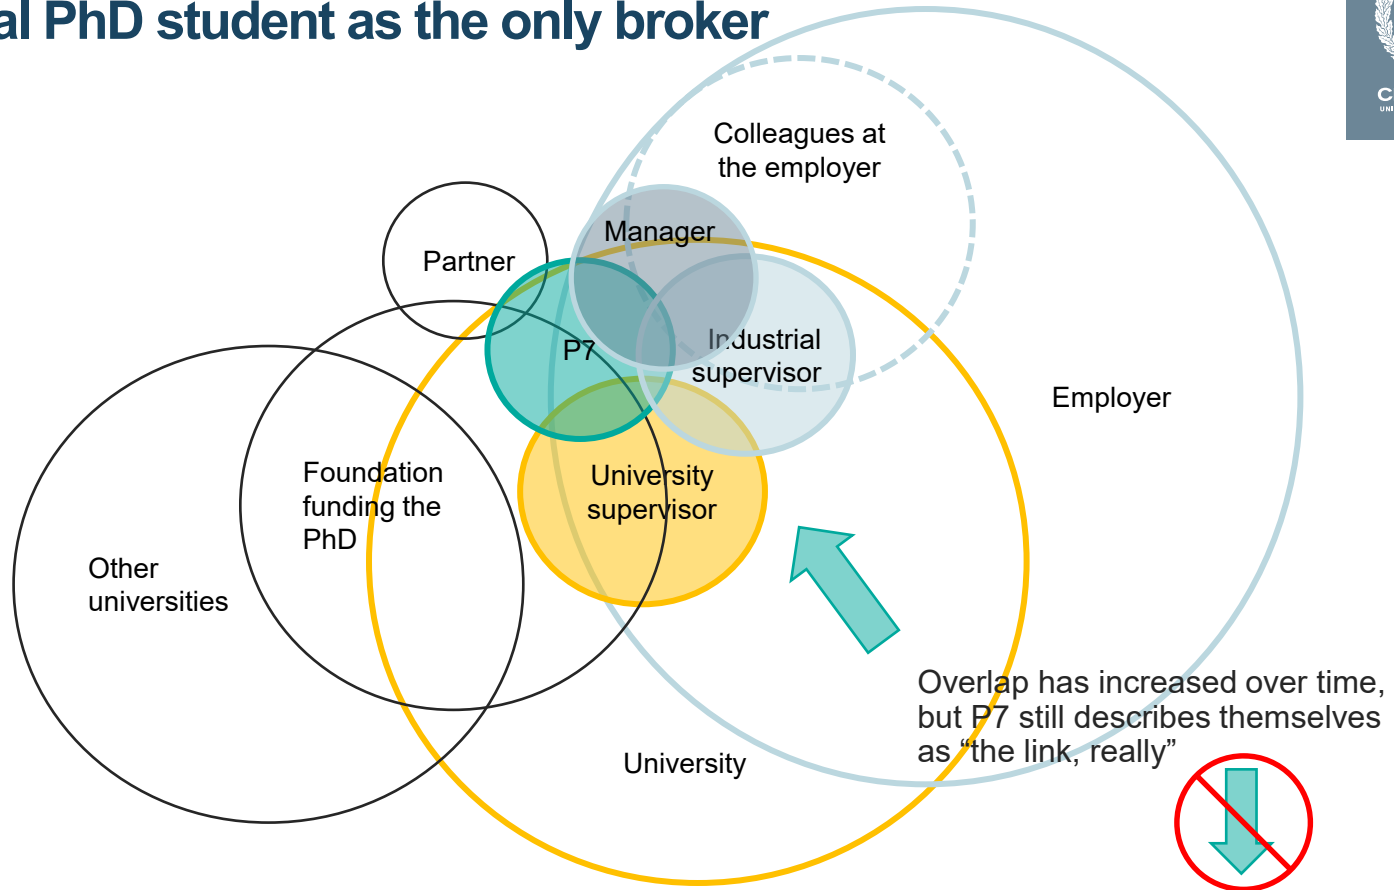 al PhD student as the only broker
C
UNI
Colleagues at
the employer
Manager
Partner
P7
Industrial
supervisor
Employer
University
supervisor
Foundation
funding the
PhD
Other
universities
Overlap has increased over time,
but P7 still describes themselves
as “the link, really”
University